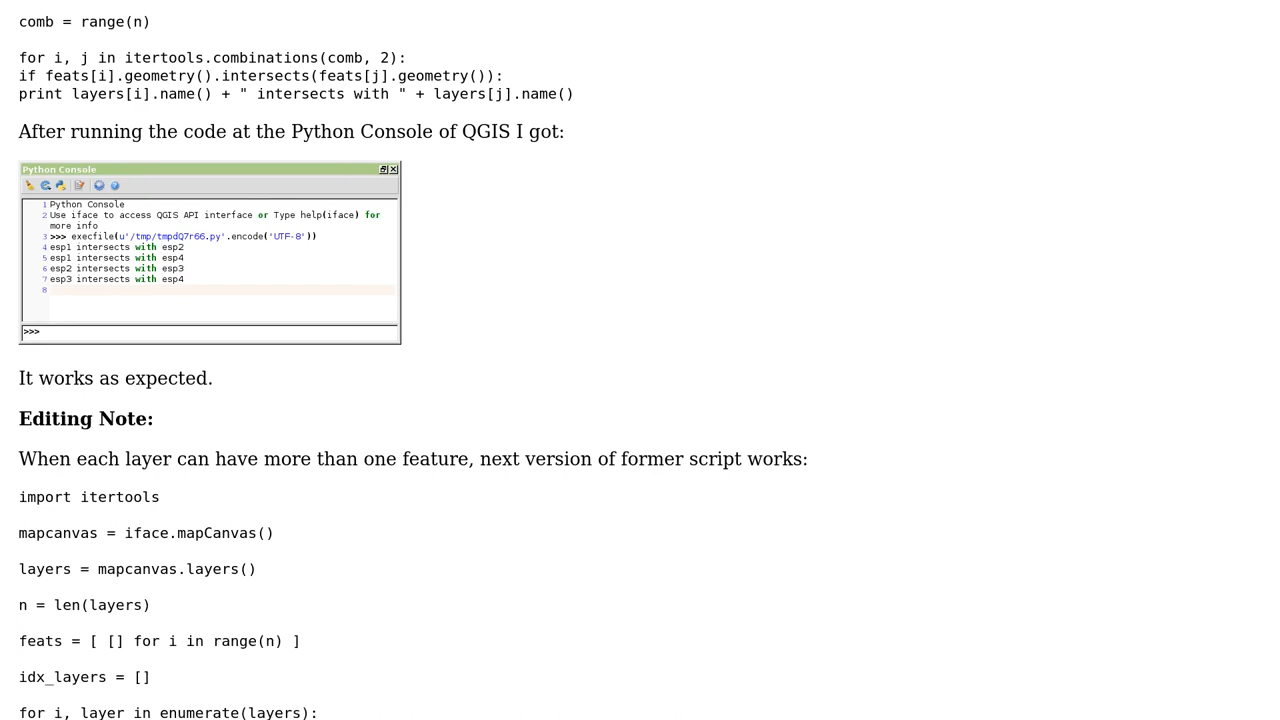 comb = range(n)
for i, j in itertools.combinations(comb, 2):
if feats[i].geometry().intersects(feats[j].geometry()):
print layers[i].name() + " intersects with " + layers[j].name()
After running the code at the Python Console of QGIS I got:
Python Console
1 Python Console
2 Use iface to access QGIS API interface or Type help(iface) for
more info
3 >>> execfile(u'/tmp/tmpdQ7r66.py'.encode('UTF-8'))
4 esp1 intersects with esp2
5 esp1 intersects with esp4
6 esp2 intersects with esp3
7 esp3 intersects with esp4
8
>>>
It works as expected.
Editing Note:
When each layer can have more than one feature, next version of former script works:
import itertools
mapcanvas = iface.mapCanvas()
layers = mapcanvas.layers()
n = len(layers)
feats = [ [] for i in range(n) ]
idx_layers = []
for i, layer in enumerate(layers):